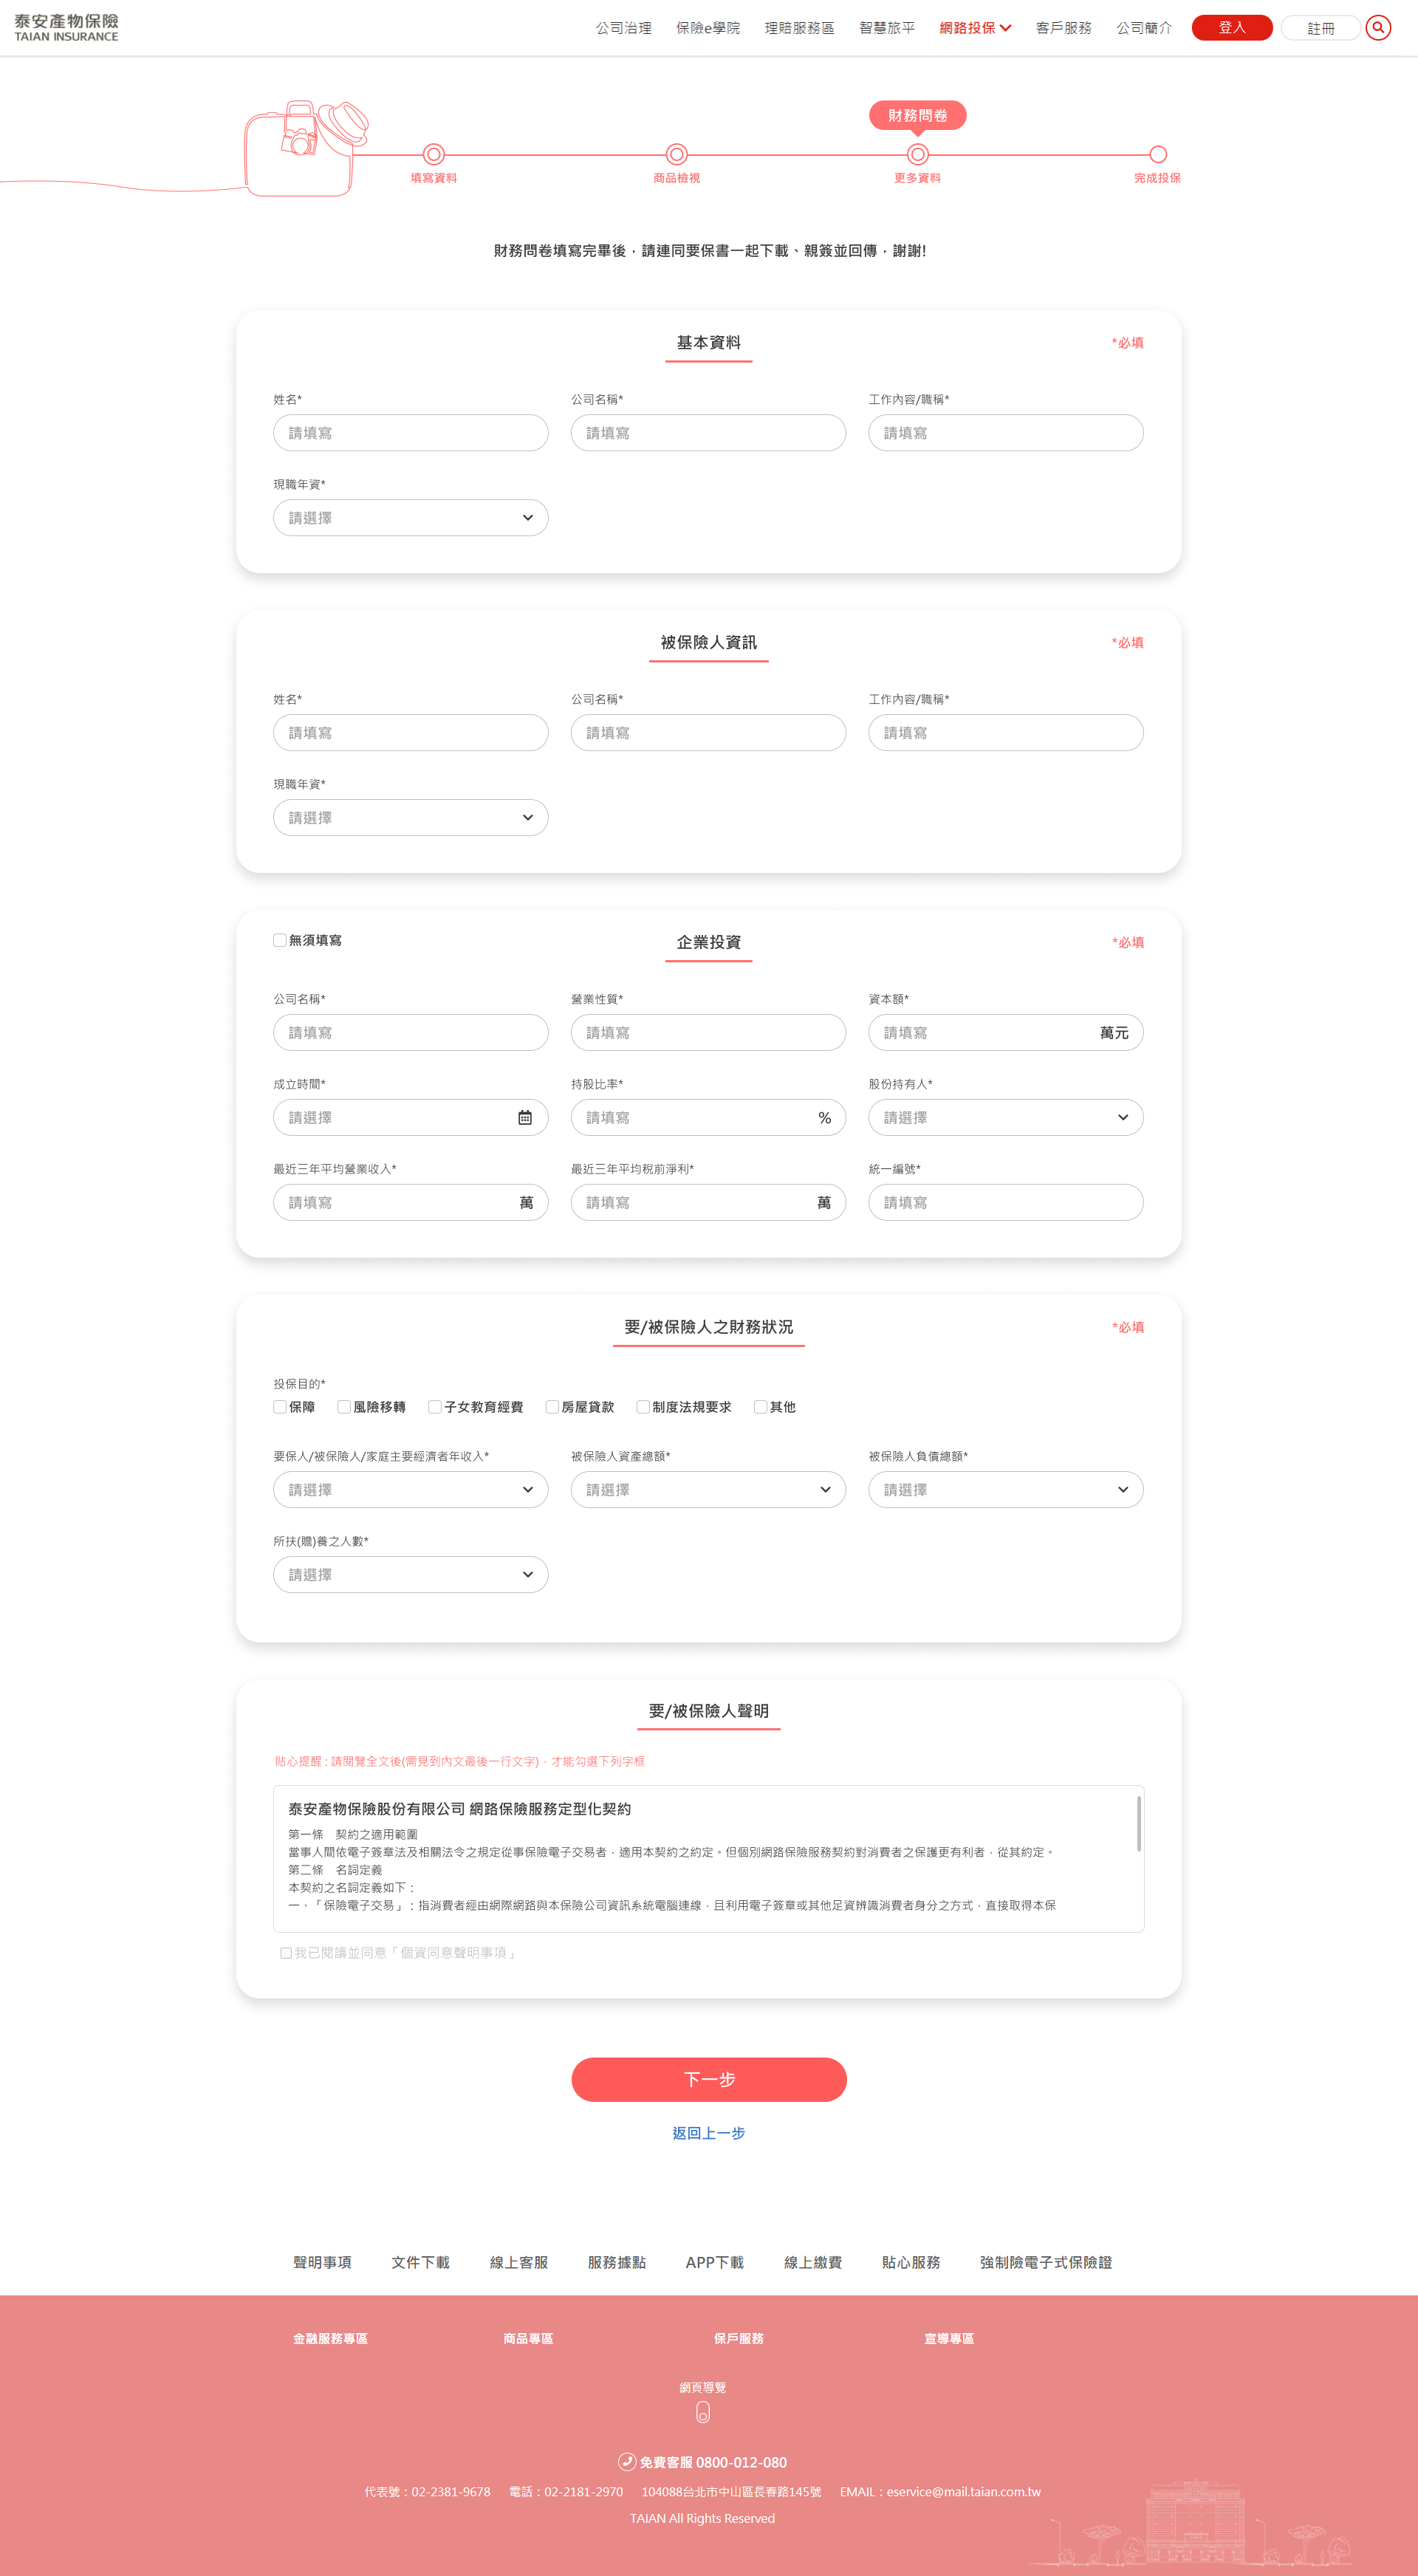 泰安產物保險
TAIAN INSURANCE
公司治理 保險e學院 理賠服務區 智慧旅平 網路投保 客戶服務 公司簡介 登入 註冊
財務問卷
填寫資料 商品檢視 更多資料 完成投保
財務問卷填寫完畢後，請連同要保書一起下載、親簽並回傳，謝謝!
基本資料 *必填
姓名* 公司名稱* 工作內容/職稱*
請填寫 請填寫 請填寫
現職年資*
請選擇
被保險人資訊 *必填
姓名* 公司名稱* 工作內容/職稱*
請填寫 請填寫 請填寫
現職年資*
請選擇
無須填寫 企業投資 *必填
公司名稱* 營業性質* 資本額*
請填寫 請填寫 請填寫 萬元
成立時間* 持股比率* 股份持有人*
請選擇 請填寫 % 請選擇
最近三年平均營業收入* 最近三年平均稅前淨利* 統一編號*
請填寫 萬 請填寫 萬 請填寫
要/被保險人之財務狀況 *必填
投保目的*
保障 風險移轉 子女教育經費 房屋貸款 制度法規要求 其他
要保人/被保險人/家庭主要經濟者年收入* 被保險人資產總額* 被保險人負債總額*
請選擇 請選擇 請選擇
所扶(贍)養之人數*
請選擇
要/被保險人聲明
貼心提醒 : 請閱覽全文後(需見到內文最後一行文字)，才能勾選下列字框
泰安產物保險股份有限公司 網路保險服務定型化契約
第一條　契約之適用範圍
當事人間依電子簽章法及相關法令之規定從事保險電子交易者，適用本契約之約定。但個別網路保險服務契約對消費者之保護更有利者，從其約定。
第二條　名詞定義
本契約之名詞定義如下：
一、「保險電子交易」：指消費者經由網際網路與本保險公司資訊系統電腦連線，且利用電子簽章或其他足資辨識消費者身分之方式，直接取得本保
我已閱讀並同意「個資同意聲明事項」
下一步
返回上一步
聲明事項 文件下載 線上客服 服務據點 APP下載 線上繳費 貼心服務 強制險電子式保險證
金融服務專區 商品專區 保戶服務 宣導專區
網頁導覽
免費客服 0800-012-080
代表號：02-2381-9678 電話：02-2181-2970 104088台北市中山區長春路145號 EMAIL：eservice@mail.taian.com.tw
TAIAN All Rights Reserved